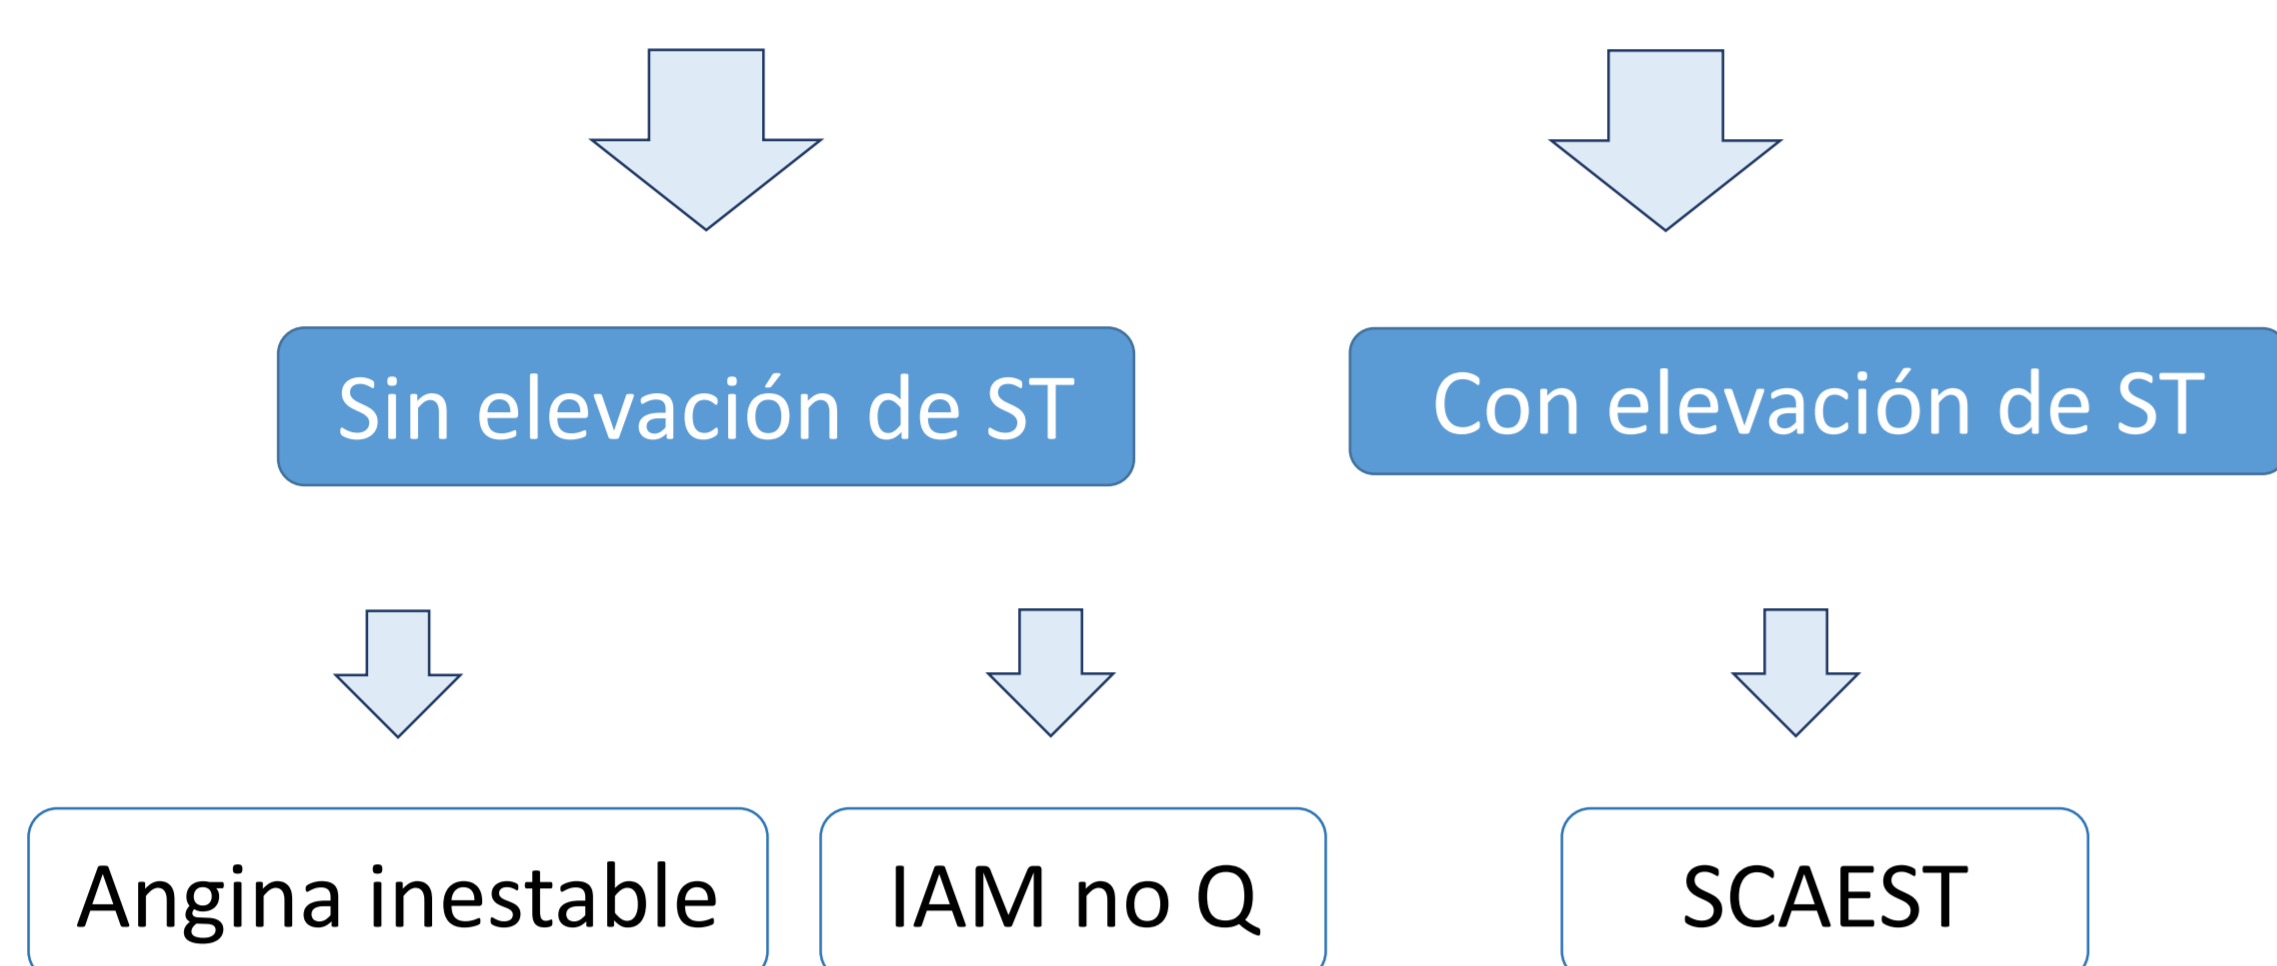 Sin elevación de ST
Con elevación de ST
Angina inestable
IAM no Q
SCAEST